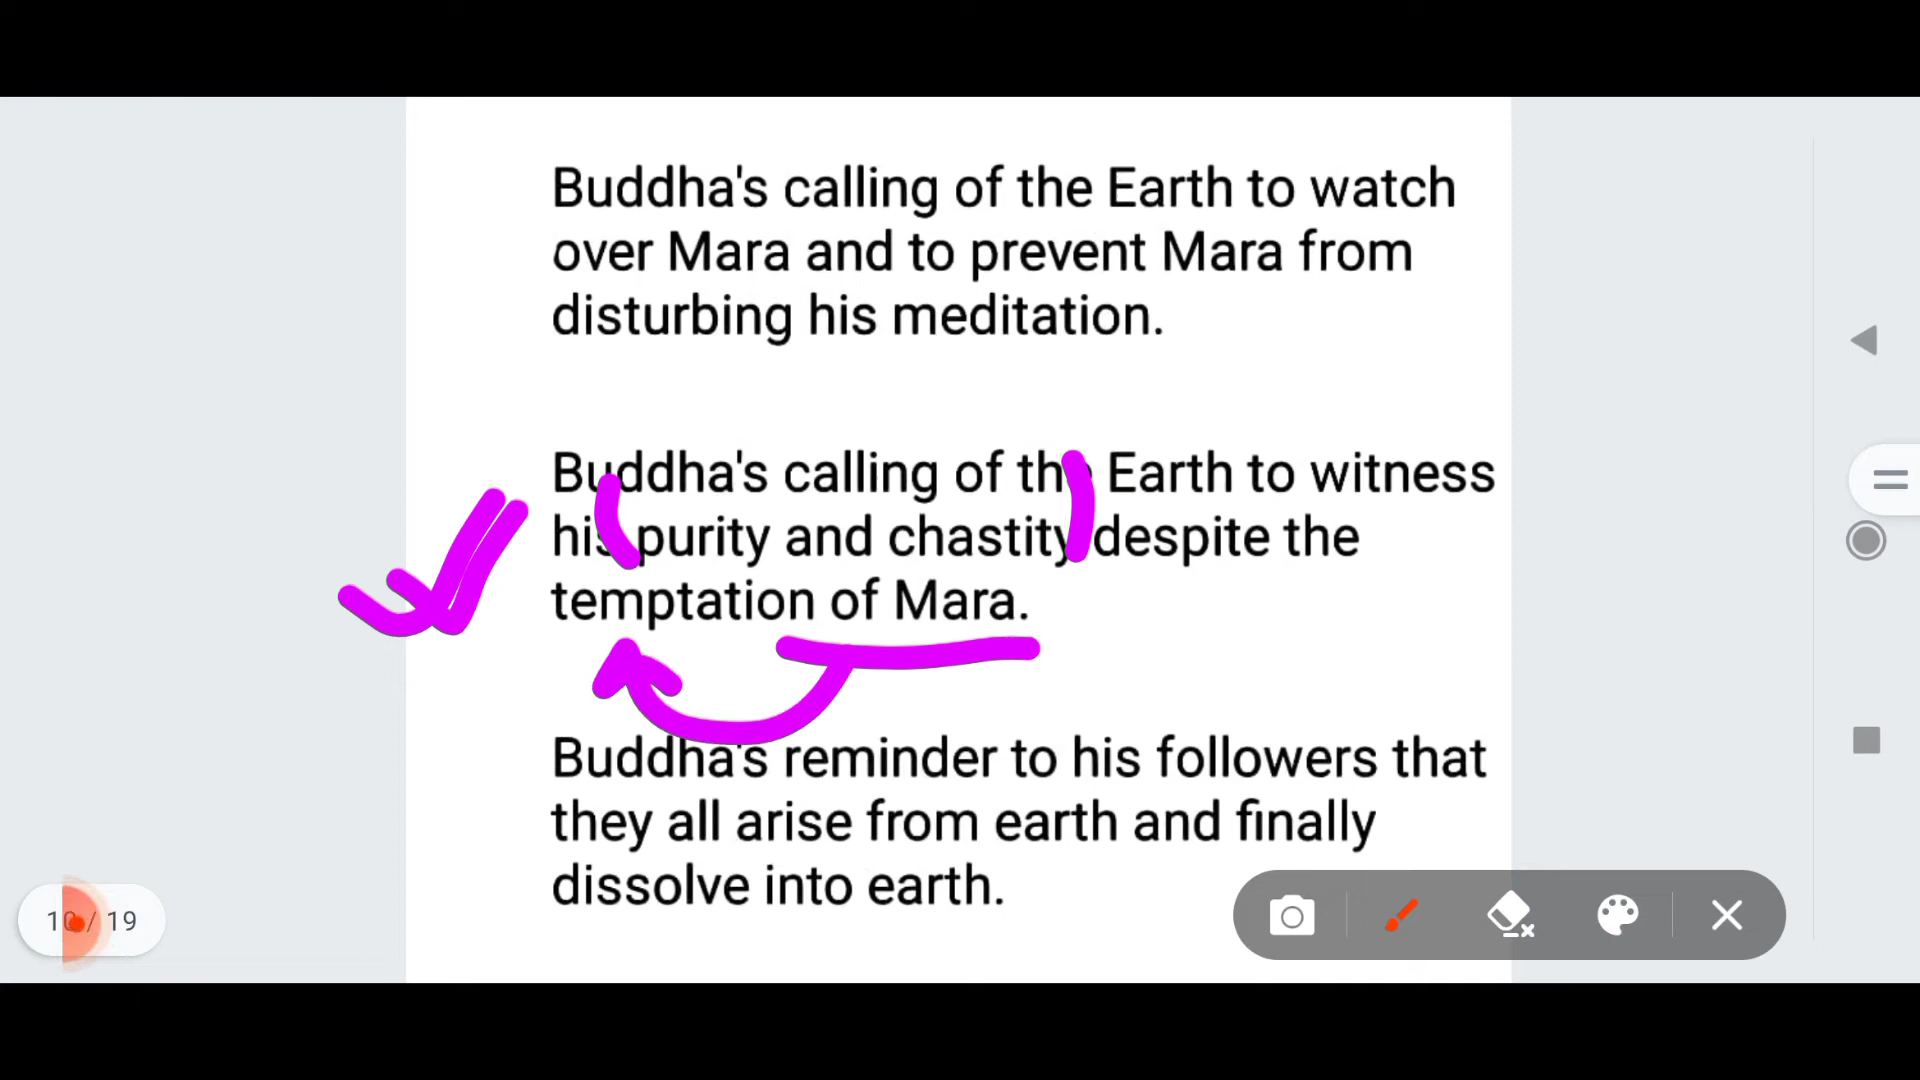 Buddha's calling of the Earth to watch
over Mara and to prevent Mara from
disturbing his meditation.
Buddha's calling of the Earth to witness
his purity and chastity despite the
temptation of Mara.
Buddha's reminder to his followers that
they all arise from earth and finally
dissolve into earth.
10 / 19